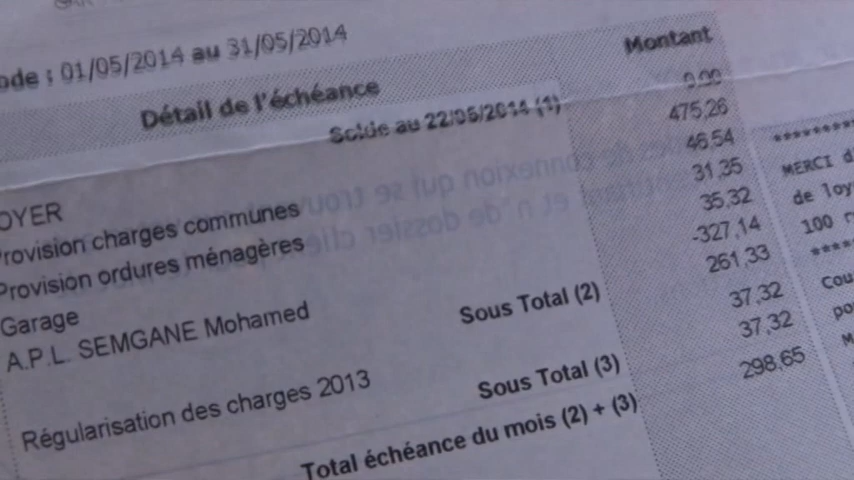 ode : 01/05/2014 au 31/05/2014
Détail de l'échéance Montant
Solde au 22/05/2014 (1) 0,00
OYER 475,26
rovision charges communes 46,54
Provision ordures ménagères 31,35
Garage 35,32
A.P.L. SEMGANE Mohamed -327,14
Sous Total (2) 261,33
Régularisation des charges 2013 37,32
Sous Total (3) 37,32
Total échéance du mois (2) + (3) 298,65
*********
MERCI d
de loy
100 r
*****
Cou
po